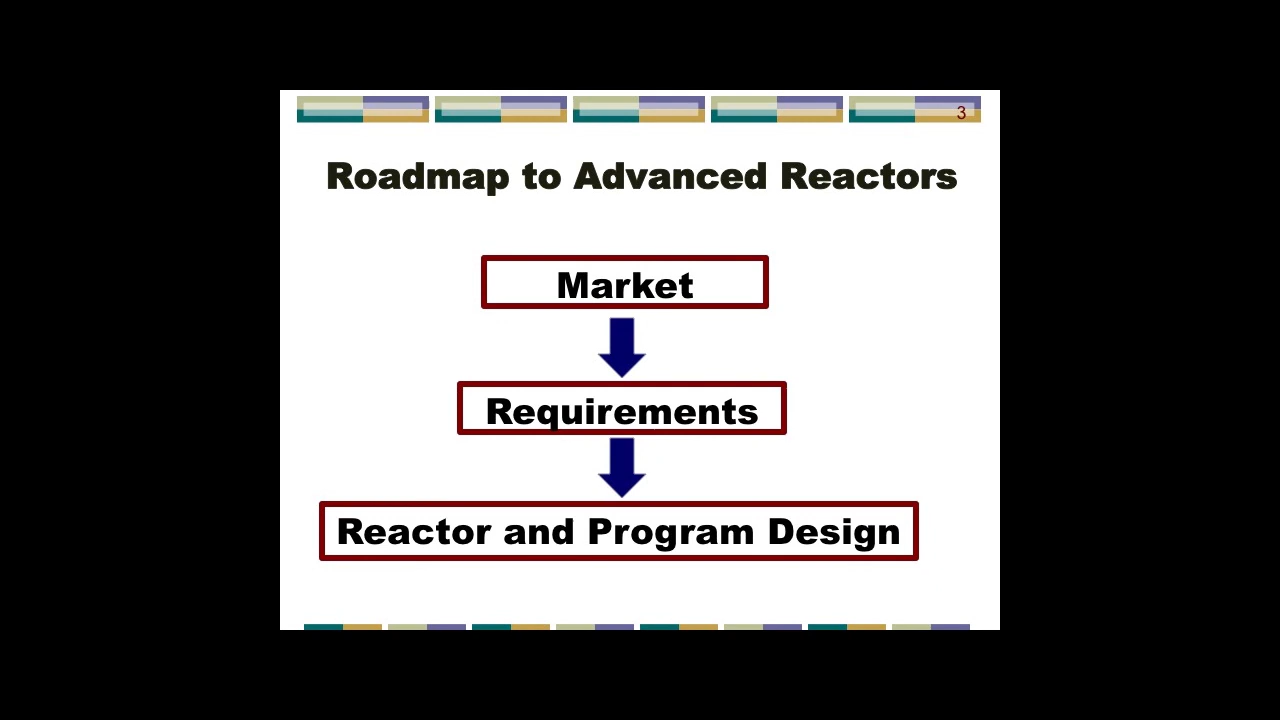 3
Roadmap to Advanced Reactors
Market
Requirements
Reactor and Program Design